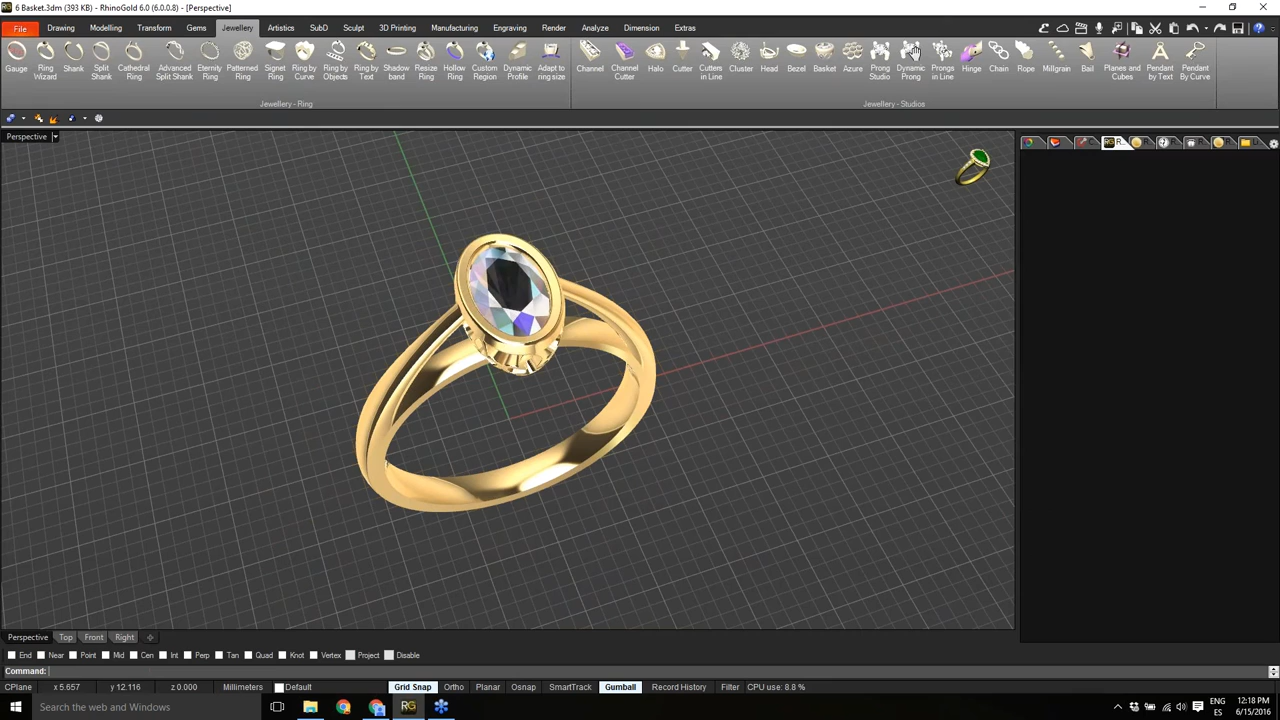 RG 6 Basket.3dm (393 KB) - RhinoGold 6.0 (6.0.0.8) - [Perspective]
File Drawing Modelling Transform Gems Jewellery Artistics SubD Sculpt 3D Printing Manufacturing Engraving Render Analyze Dimension Extras
Gauge Ring Wizard Shank Split Shank Cathedral Ring Advanced Split Shank Eternity Ring Patterned Ring Signet Ring Ring by Curve Ring by Objects Ring by Text Shadow band Resize Ring Hollow Ring Custom Region Dynamic Profile Adapt to ring size Channel Channel Cutter Halo Cutter Cutters in Line Cluster Head Bezel Basket Azure Prong Studio Dynamic Prong Prongs in Line Hinge Chain Rope Millgrain Bail Planes and Cubes Pendant by Text Pendant By Curve
Jewellery - Ring Jewellery - Studios
Perspective
RG R...
Perspective Top Front Right
End Near Point Mid Cen Int Perp Tan Quad Knot Vertex Project Disable
Command:
CPlane x 5.657 y 12.116 z 0.000 Millimeters Default Grid Snap Ortho Planar Osnap SmartTrack Gumball Record History Filter CPU use: 8.8 %
Search the web and Windows RG ENG 12:18 PM
ES 6/15/2016